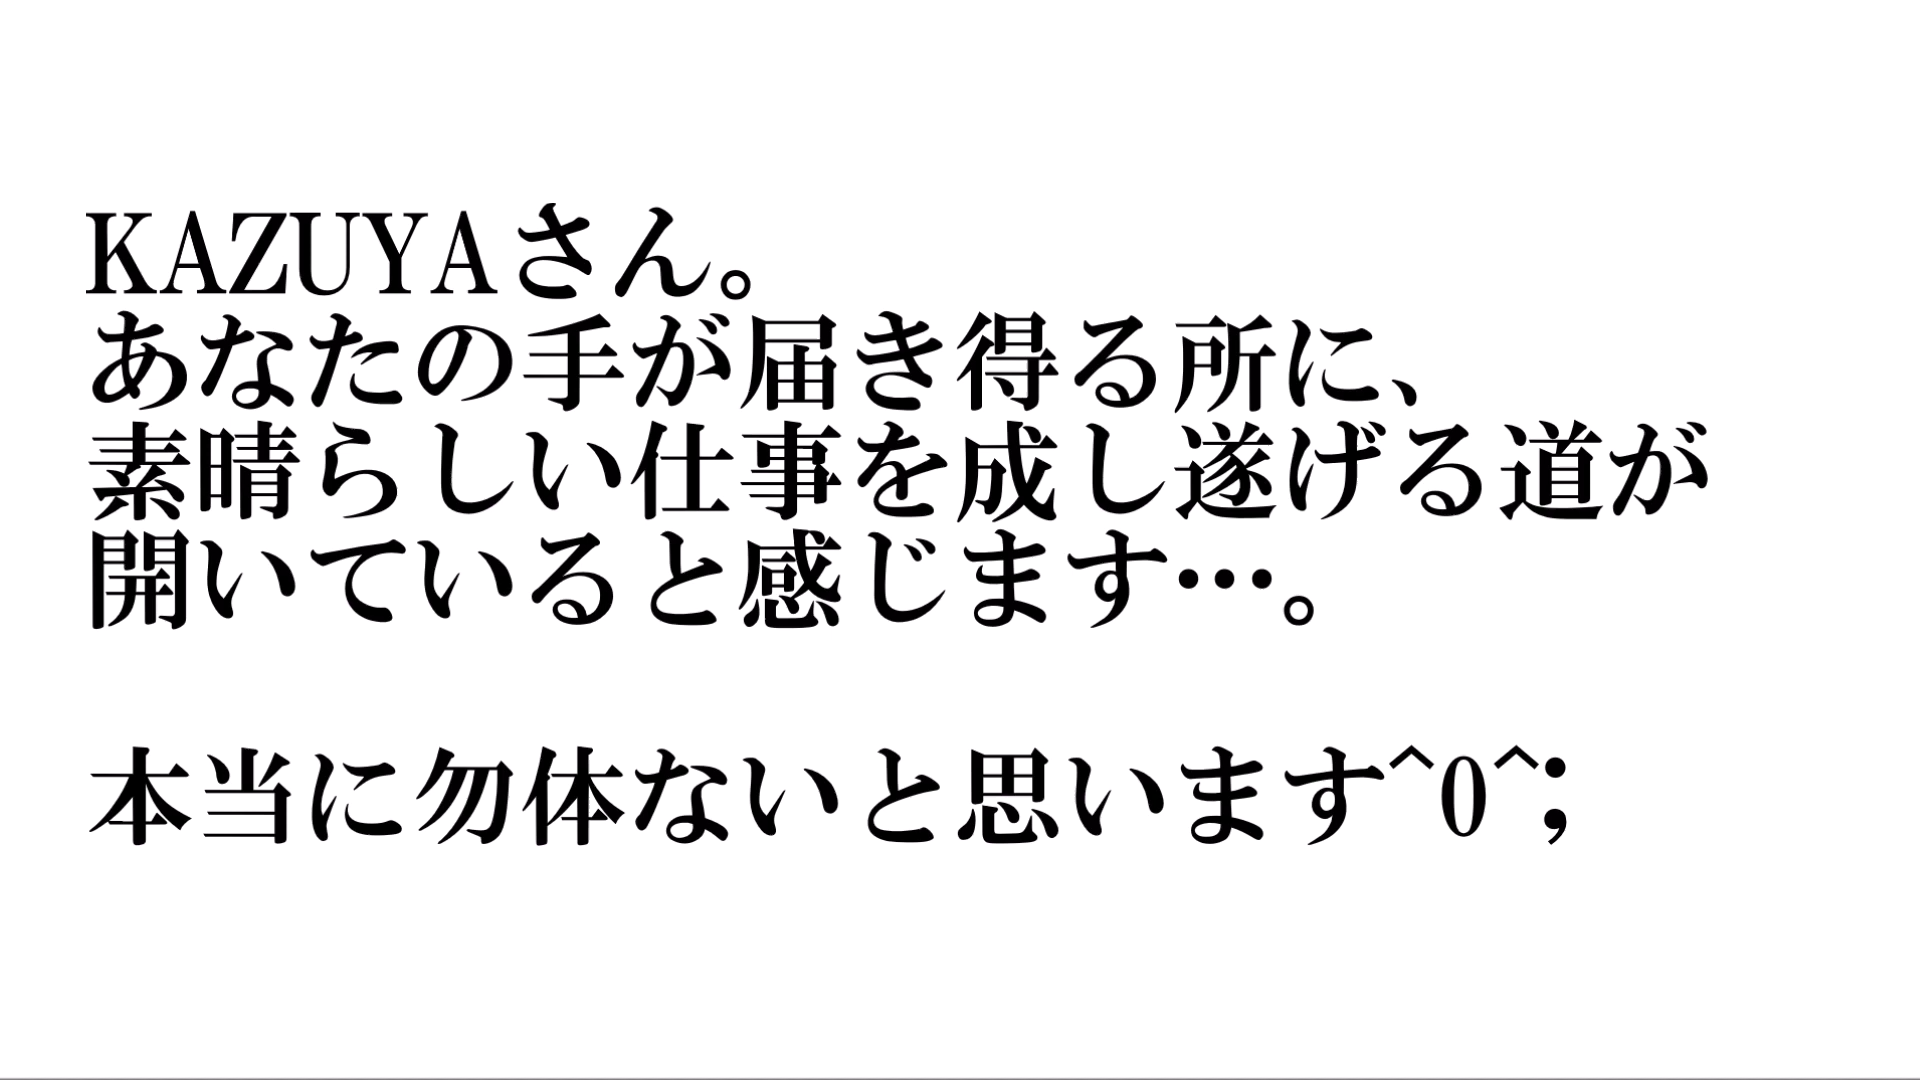 KAZUYAさん。
あなたの手が届き得る所に、
素晴らしい仕事を成し遂げる道が
開いていると感じます…。
本当に勿体ないと思います^0^;